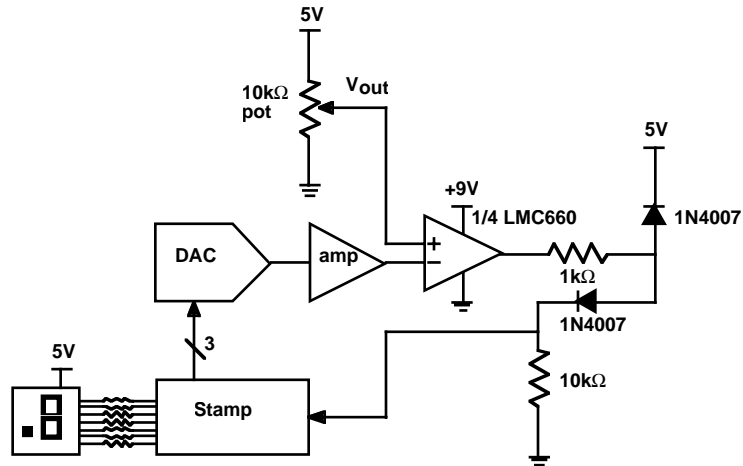 5V
10kΩ
pot
Vout
5V
+9V
1/4 LMC660
1N4007
DAC
amp
+
−
1kΩ
1N4007
3
5V
Stamp
10kΩ